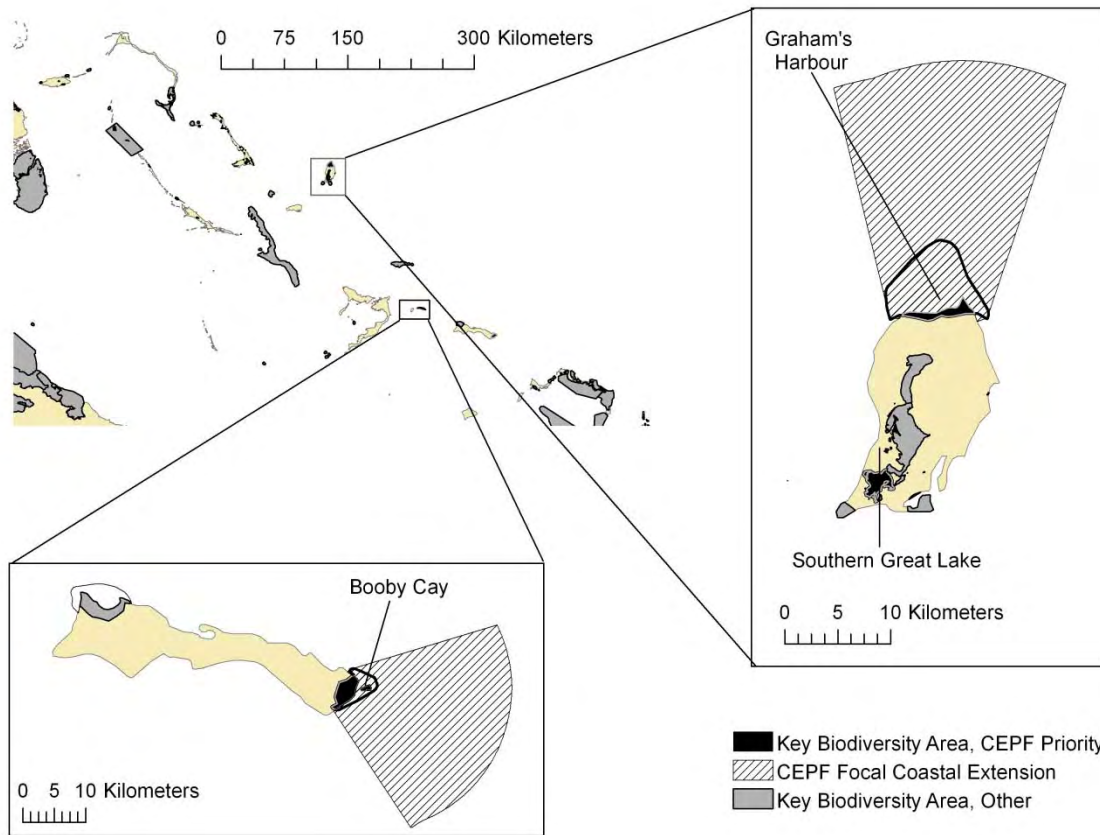 0 75 150 300 Kilometers
Graham's
Harbour
Southern Great Lake
0 5 10 Kilometers
Booby Cay
0 5 10 Kilometers
Key Biodiversity Area, CEPF Priority
CEPF Focal Coastal Extension
Key Biodiversity Area, Other